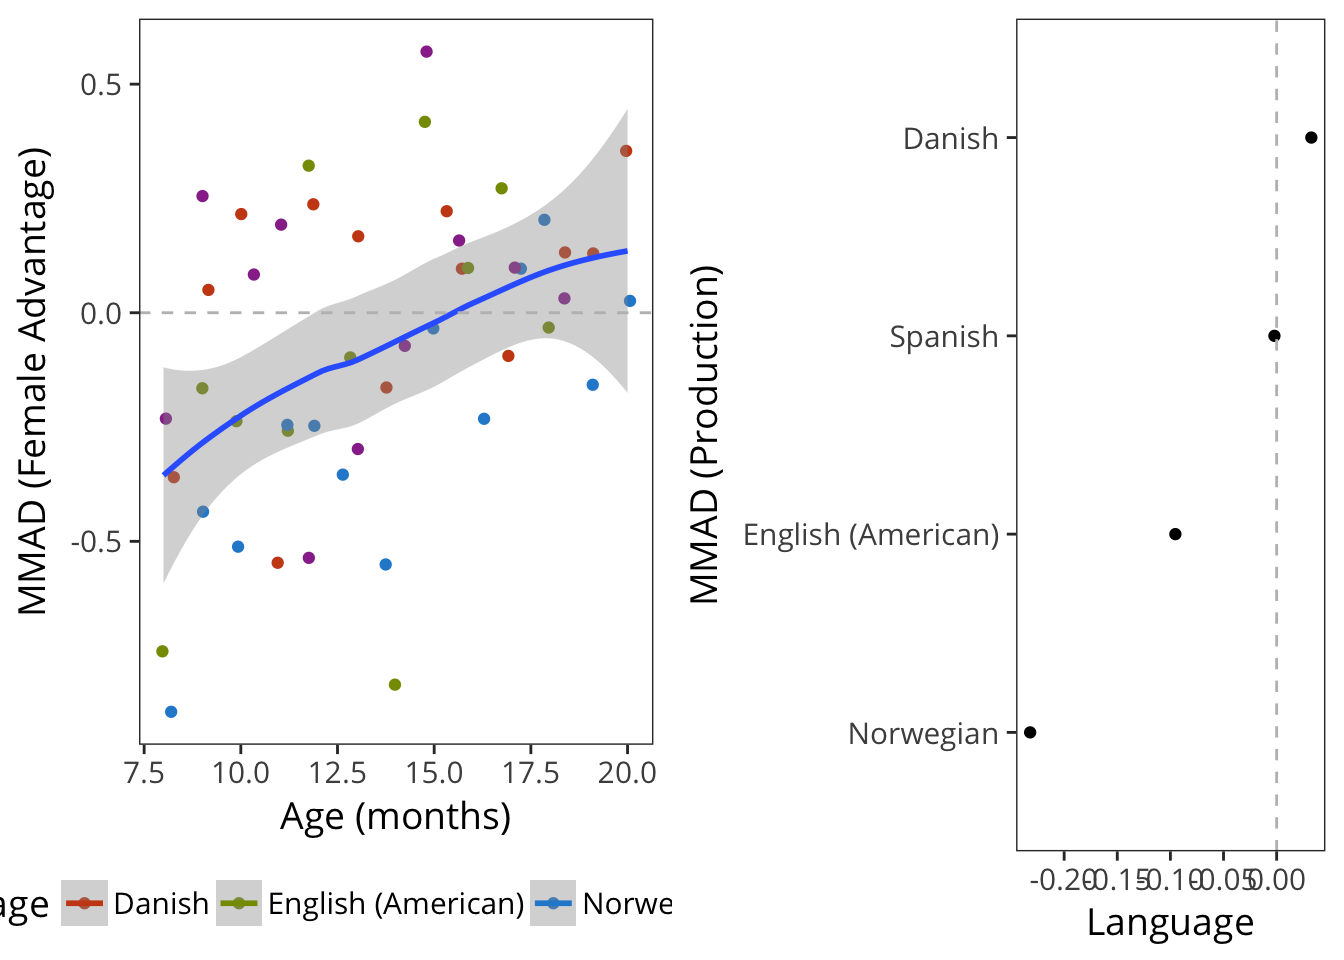 MMAD (Female Advantage)
0.5
0.0
-0.5
7.5 10.0 12.5 15.0 17.5 20.0
Age (months)
age Danish English (American) Norwe
MMAD (Production)
Danish
Spanish
English (American)
Norwegian
-0.20 -0.15 -0.10 -0.05 0.00
Language